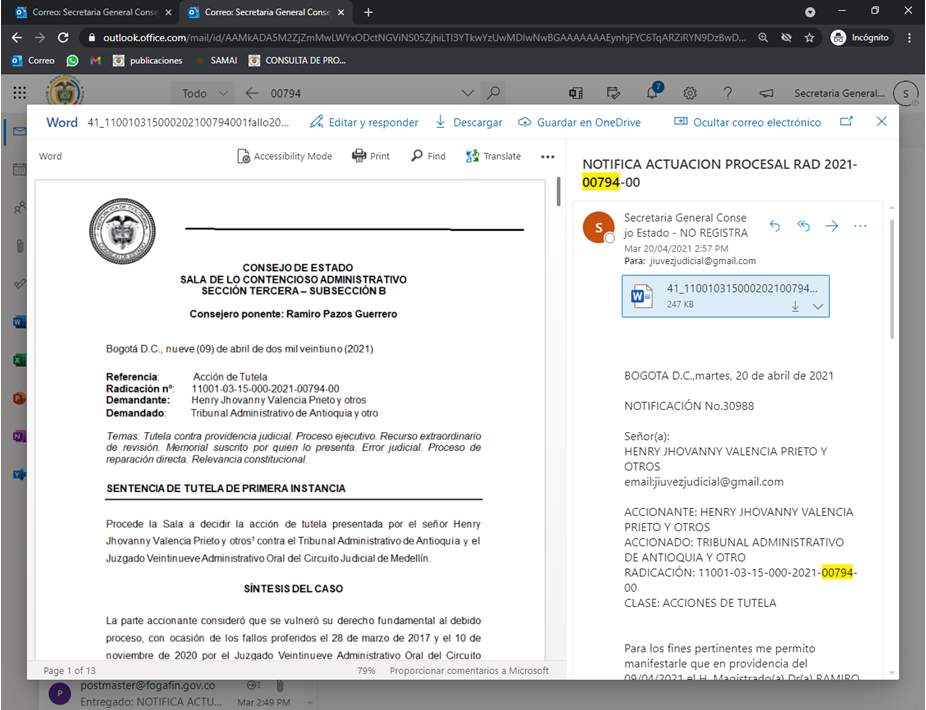 Correo: Secretaria General Conse
Correo: Secretaria General Conse
outlook.office.com/mail/id/AAMkADA5M2ZjZmMwLWYxODctNGViNS05ZjhiLTI3YTkwYzUwMDIwNwBGAAAAAAAEynhjFYC6TqARZiRYN9DzBwD...
Incógnito
Correo
publicaciones
SAMAI
CONSULTA DE PRO...
Todo
00794
7
Secretaria General...
S
Word
41_110010315000202100794001fallo20...
Editar y responder
Descargar
Guardar en OneDrive
Ocultar correo electrónico
Word
Accessibility Mode
Print
Find
Translate
CONSEJO DE ESTADO
SALA DE LO CONTENCIOSO ADMINISTRATIVO
SECCIÓN TERCERA – SUBSECCIÓN B
Consejero ponente: Ramiro Pazos Guerrero
Bogotá D.C., nueve (09) de abril de dos mil veintiuno (2021)
Referencia: Acción de Tutela
Radicación nº: 11001-03-15-000-2021-00794-00
Demandante: Henry Jhovanny Valencia Prieto y otros
Demandado: Tribunal Administrativo de Antioquia y otro
Temas: Tutela contra providencia judicial. Proceso ejecutivo. Recurso extraordinario
de revisión. Memorial suscrito por quien lo presenta. Error judicial. Proceso de
reparación directa. Relevancia constitucional.
SENTENCIA DE TUTELA DE PRIMERA INSTANCIA
Procede la Sala a decidir la acción de tutela presentada por el señor Henry
Jhovanny Valencia Prieto y otros¹ contra el Tribunal Administrativo de Antioquia y el
Juzgado Veintinueve Administrativo Oral del Circuito Judicial de Medellín.
SÍNTESIS DEL CASO
La parte accionante consideró que se vulneró su derecho fundamental al debido
proceso, con ocasión de los fallos proferidos el 28 de marzo de 2017 y el 10 de
noviembre de 2020 por el Juzgado Veintinueve Administrativo Oral del Circuito
Page 1 of 13
79%
Proporcionar comentarios a Microsoft
NOTIFICA ACTUACION PROCESAL RAD 2021-
00794-00
S
Secretaria General Conse
jo Estado - NO REGISTRA
Mar 20/04/2021 2:57 PM
Para: jiuvezjudicial@gmail.com
41_110010315000202100794...
247 KB
BOGOTA D.C.,martes, 20 de abril de 2021
NOTIFICACIÓN No.30988
Señor(a):
HENRY JHOVANNY VALENCIA PRIETO Y
OTROS
email:jiuvezjudicial@gmail.com
ACCIONANTE: HENRY JHOVANNY VALENCIA
PRIETO Y OTROS
ACCIONADO: TRIBUNAL ADMINISTRATIVO
DE ANTIOQUIA Y OTRO
RADICACIÓN: 11001-03-15-000-2021-00794-
00
CLASE: ACCIONES DE TUTELA
Para los fines pertinentes me permito
manifestarle que en providencia del
09/04/2021 el H. Magistrado(a) Dr(a) RAMIRO
P
postmaster@fogafin.gov.co
Entregado: NOTIFICA ACTU...
Mar 2:49 PM